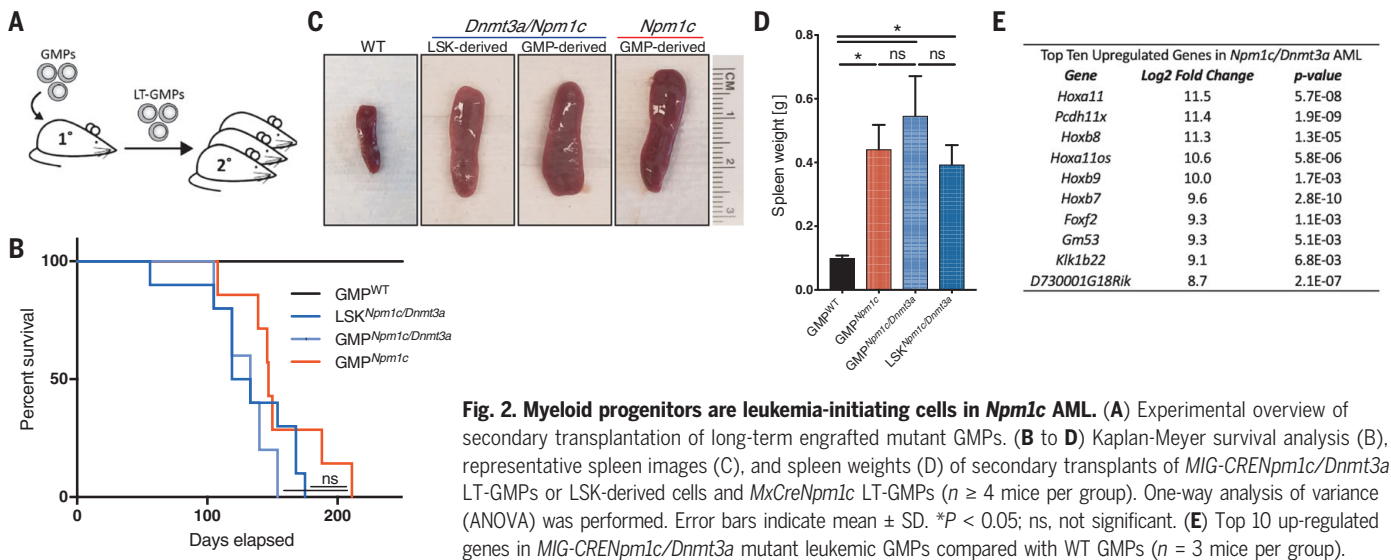 A
GMPs
LT-GMPs
1°
2°
B
Percent survival
100
50
0
0
100
200
Days elapsed
GMP^WT
LSK^Npm1c/Dnmt3a
GMP^Npm1c/Dnmt3a
GMP^Npm1c
ns
C
Dnmt3a/Npm1c
Npm1c
WT
LSK-derived
GMP-derived
GMP-derived
CM
1
2
3
D
Spleen weight [g]
0.8
0.6
0.4
0.2
0.0
*
*
ns
ns
GMP^WT
GMP^Npm1c
GMP^Npm1c/Dnmt3a
LSK^Npm1c/Dnmt3a
E
Top Ten Upregulated Genes in Npm1c/Dnmt3a AML
Gene Log2 Fold Change p-value
Hoxa11 11.5 5.7E-08
Pcdh11x 11.4 1.9E-09
Hoxb8 11.3 1.3E-05
Hoxa11os 10.6 5.8E-06
Hoxb9 10.0 1.7E-03
Hoxb7 9.6 2.8E-10
Foxf2 9.3 1.1E-03
Gm53 9.3 5.1E-03
Klk1b22 9.1 6.8E-03
D730001G18Rik 8.7 2.1E-07
Fig. 2. Myeloid progenitors are leukemia-initiating cells in Npm1c AML. (A) Experimental overview of
secondary transplantation of long-term engrafted mutant GMPs. (B to D) Kaplan-Meyer survival analysis (B),
representative spleen images (C), and spleen weights (D) of secondary transplants of MIG-CRENpm1c/Dnmt3a
LT-GMPs or LSK-derived cells and MxCreNpm1c LT-GMPs (n ≥ 4 mice per group). One-way analysis of variance
(ANOVA) was performed. Error bars indicate mean ± SD. *P < 0.05; ns, not significant. (E) Top 10 up-regulated
genes in MIG-CRENpm1c/Dnmt3a mutant leukemic GMPs compared with WT GMPs (n = 3 mice per group).